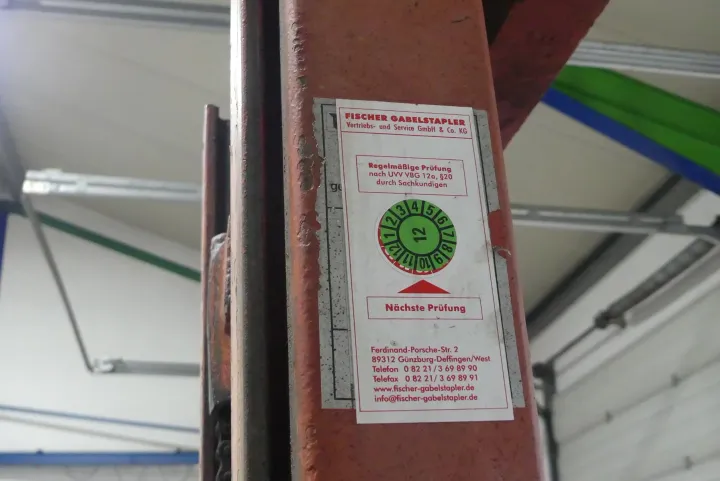 FISCHER GABELSTAPLER
Vertriebs- und Service GmbH & Co. KG
Regelmäßige Prüfung
nach UVV VBG 12a, §20
durch Sachkundigen
1 2 3 4 5 6 7 8 9 10 11 12
12
Nächste Prüfung
Ferdinand-Porsche-Str. 2
89312 Günzburg-Deffingen/West
Telefon 0 82 21/3 69 89 90
Telefax 0 82 21/3 69 89 91
www.fischer-gabelstapler.de
info@fischer-gabelstapler.de